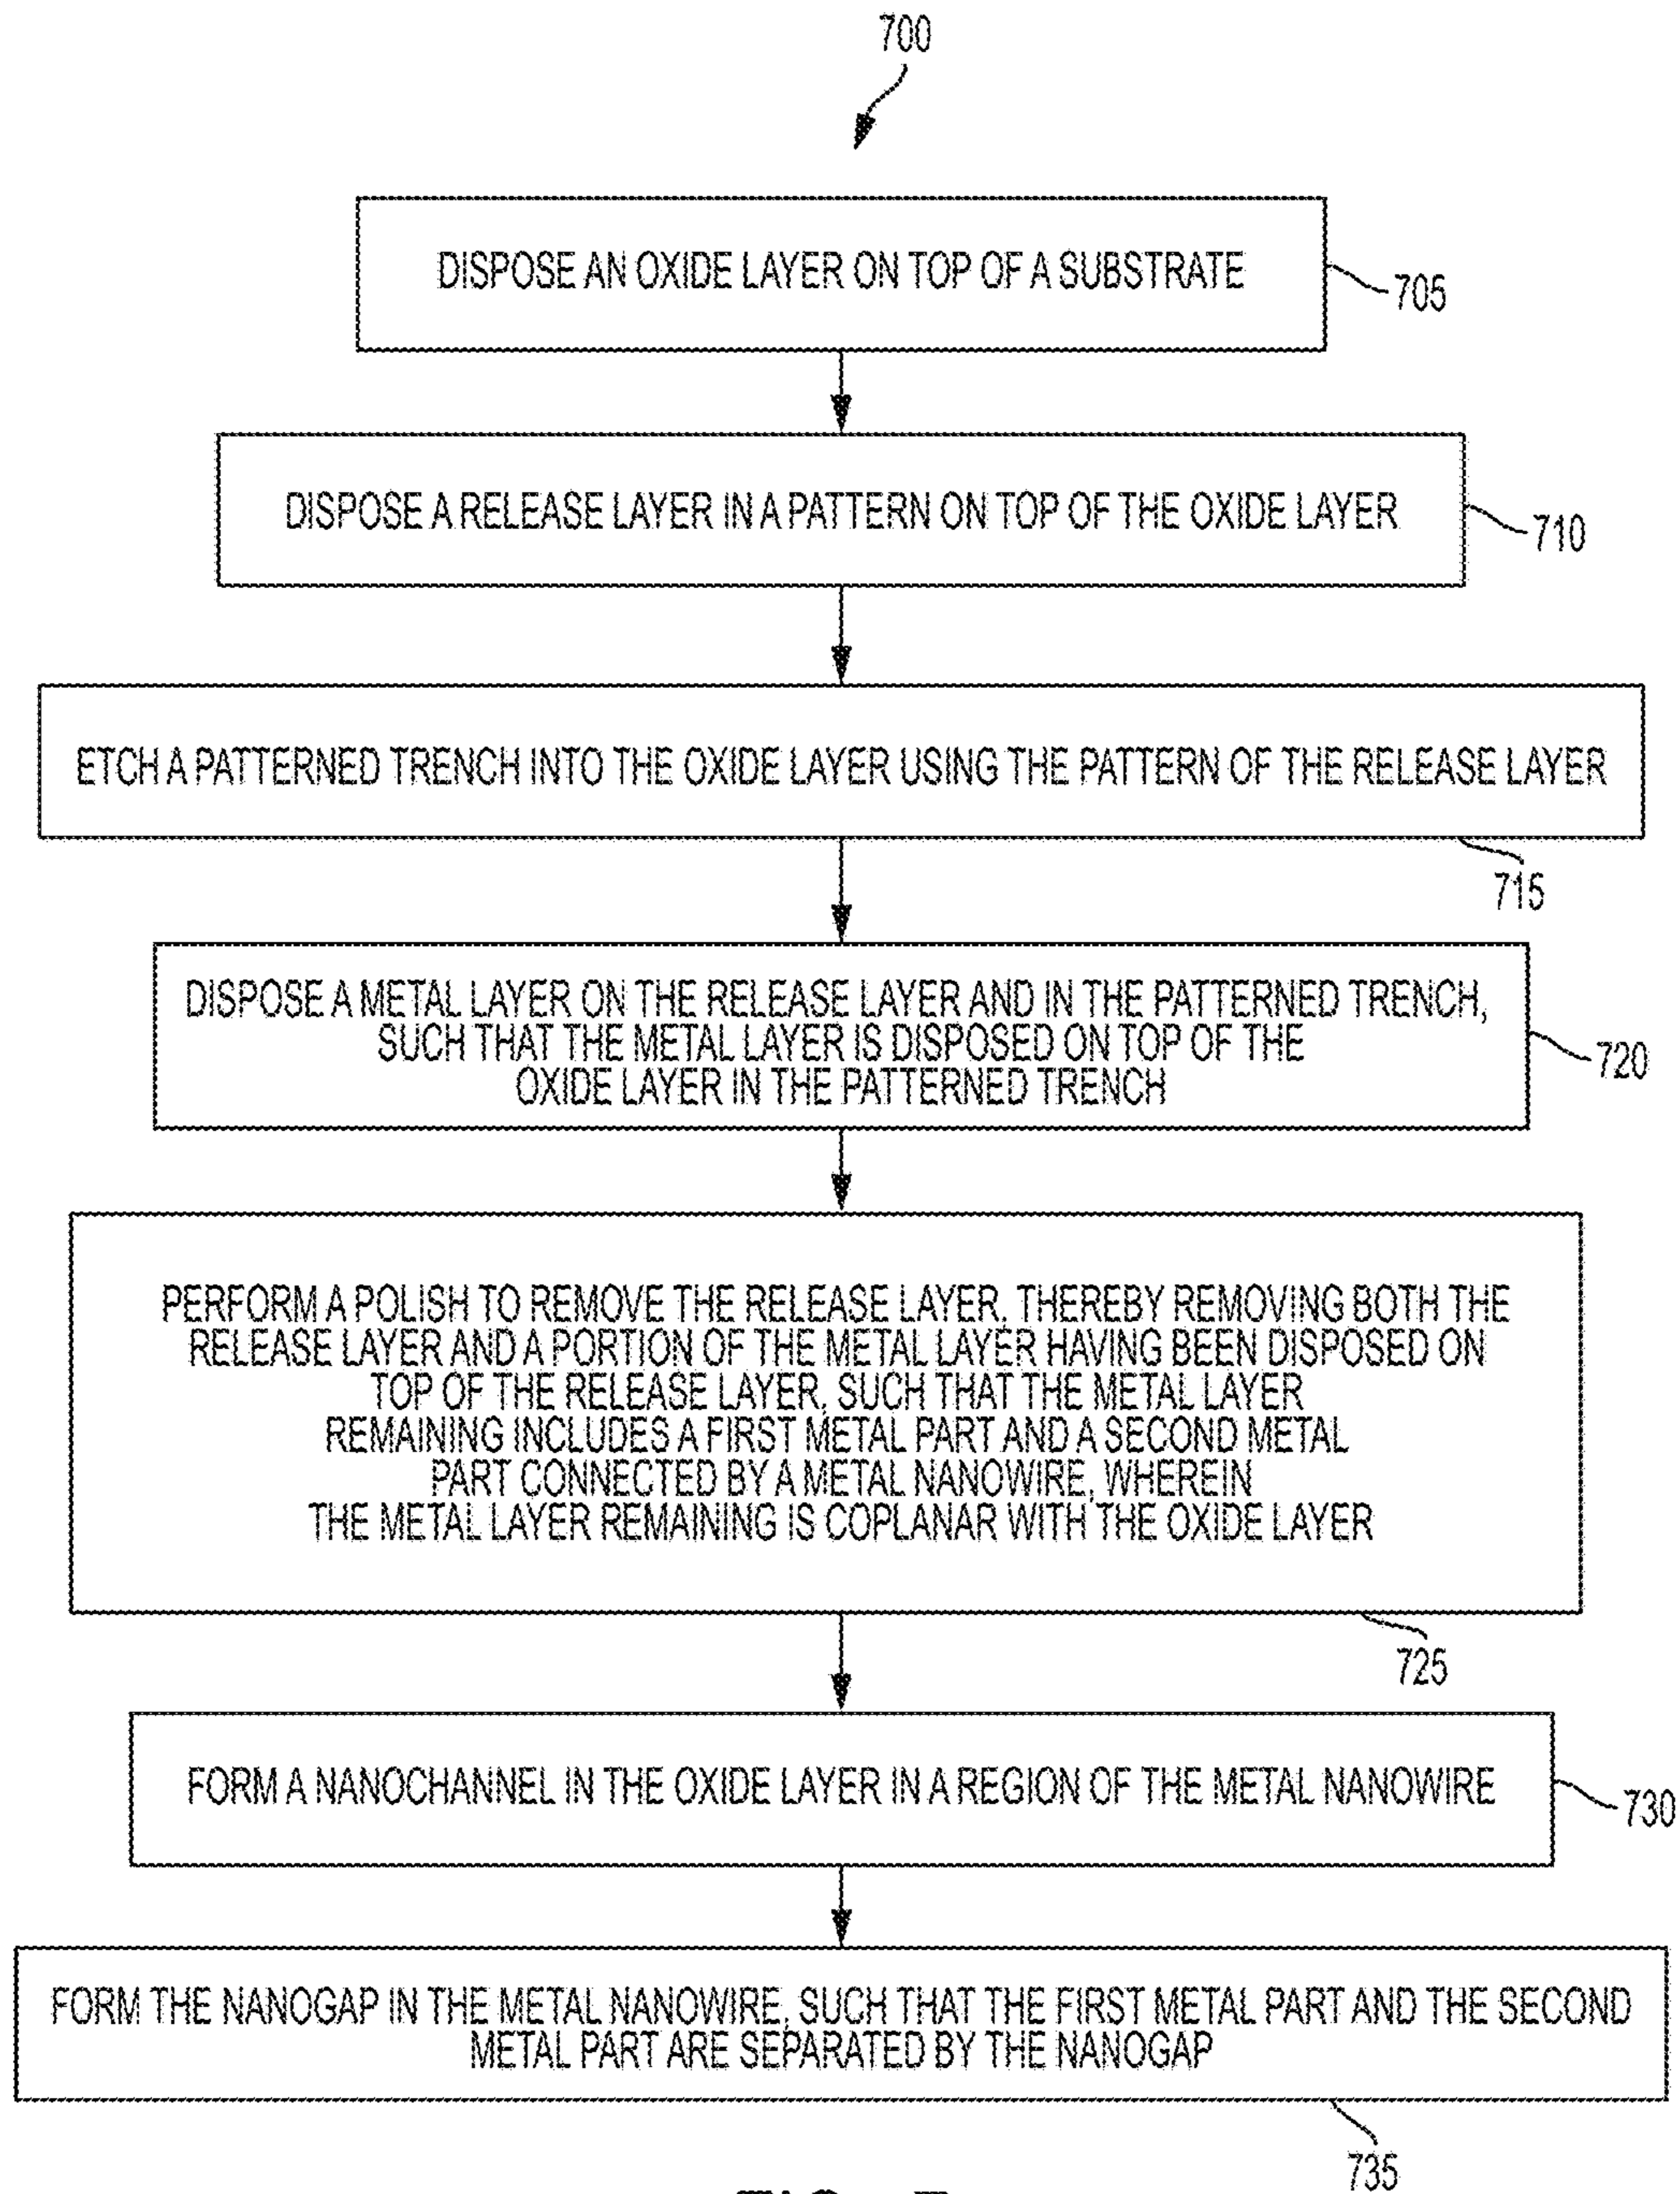 700
DISPOSE AN OXIDE LAYER ON TOP OF A SUBSTRATE
705
DISPOSE A RELEASE LAYER IN A PATTERN ON TOP OF THE OXIDE LAYER
710
ETCH A PATTERNED TRENCH INTO THE OXIDE LAYER USING THE PATTERN OF THE RELEASE LAYER
715
DISPOSE A METAL LAYER ON THE RELEASE LAYER AND IN THE PATTERNED TRENCH,
SUCH THAT THE METAL LAYER IS DISPOSED ON TOP OF THE
OXIDE LAYER IN THE PATTERNED TRENCH
720
PERFORM A POLISH TO REMOVE THE RELEASE LAYER, THEREBY REMOVING BOTH THE
RELEASE LAYER AND A PORTION OF THE METAL LAYER HAVING BEEN DISPOSED ON
TOP OF THE RELEASE LAYER, SUCH THAT THE METAL LAYER
REMAINING INCLUDES A FIRST METAL PART AND A SECOND METAL
PART CONNECTED BY A METAL NANOWIRE, WHEREIN
THE METAL LAYER REMAINING IS COPLANAR WITH THE OXIDE LAYER
725
FORM A NANOCHANNEL IN THE OXIDE LAYER IN A REGION OF THE METAL NANOWIRE
730
FORM THE NANOGAP IN THE METAL NANOWIRE, SUCH THAT THE FIRST METAL PART AND THE SECOND
METAL PART ARE SEPARATED BY THE NANOGAP
735